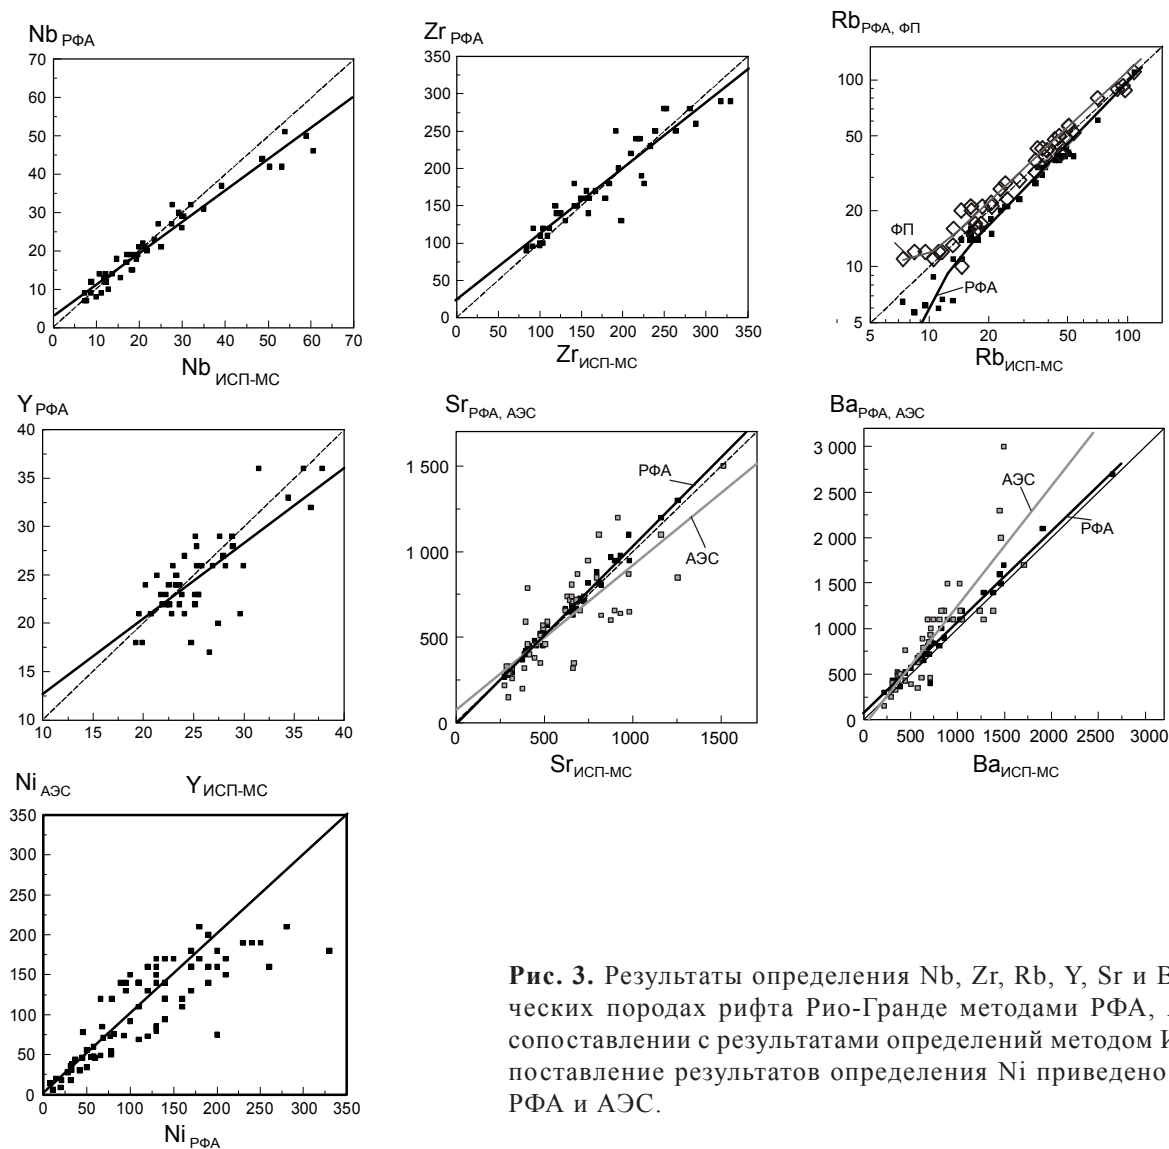 Nb РФА
70
60
50
40
30
20
10
0
0 10 20 30 40 50 60 70
Nb ИСП-МС
Zr РФА
350
300
250
200
150
100
50
0
0 50 100 150 200 250 300 350
Zr ИСП-МС
Rb РФА, ФП
100
50
20
10
5
ФП
РФА
5 10 20 50 100
Rb ИСП-МС
Y РФА
40
35
30
25
20
15
10
10 15 20 25 30 35 40
Y ИСП-МС
Sr РФА, АЭС
1 500
1 000
500
0
РФА
АЭС
0 500 1000 1500
Sr ИСП-МС
Ba РФА, АЭС
3 000
2 500
2 000
1 500
1 000
500
0
АЭС
РФА
0 500 1000 1500 2000 2500 3000
Ba ИСП-МС
Ni АЭС
350
300
250
200
150
100
50
0
0 50 100 150 200 250 300 350
Ni РФА
Рис. 3. Результаты определения Nb, Zr, Rb, Y, Sr и B
ческих породах рифта Рио-Гранде методами РФА,
сопоставлении с результатами определений методом
поставление результатов определения Ni приведено
РФА и АЭС.